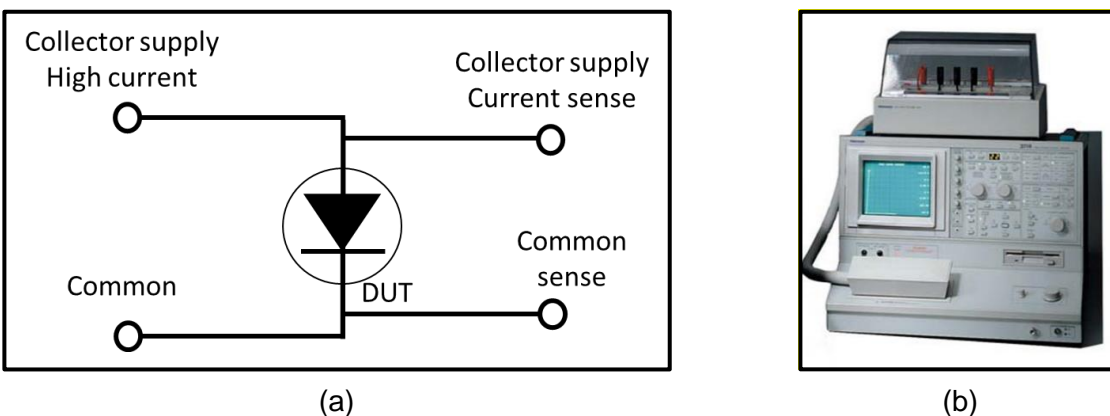 Collector supply
High current
Collector supply
Current sense
Common
Common
sense
DUT
(a)
(b)